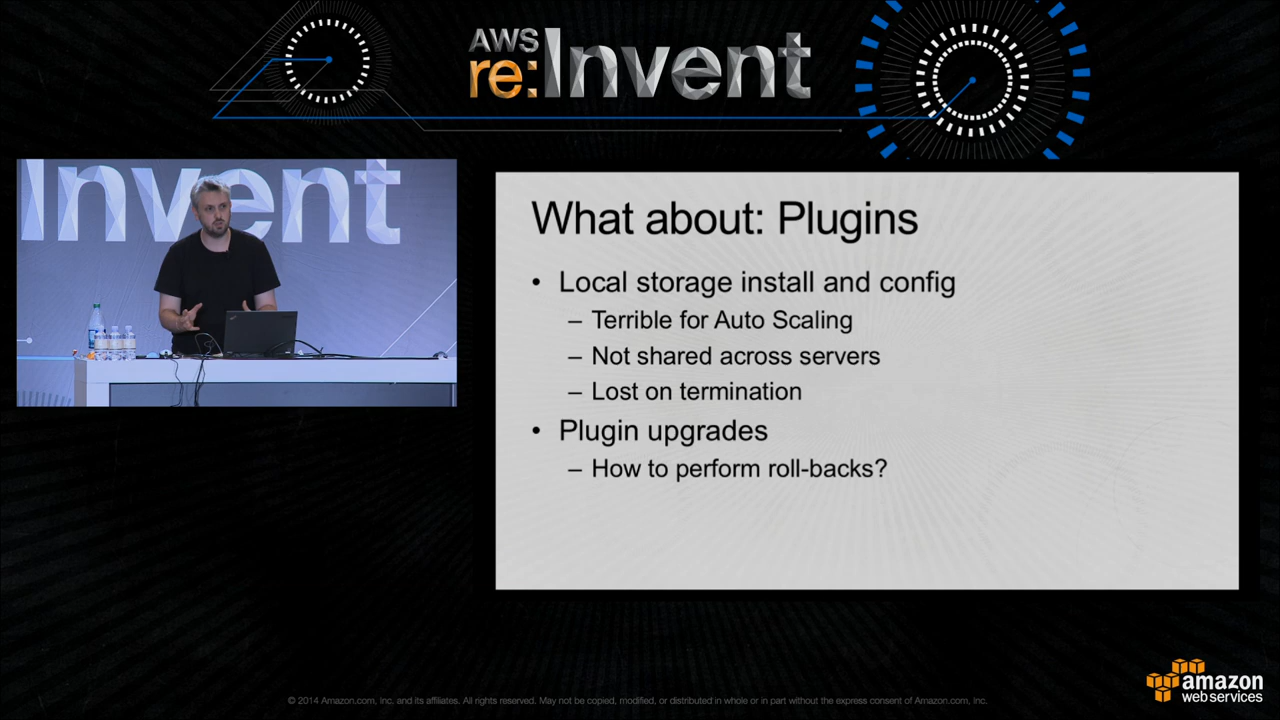 AWS
re:Invent
Invent
What about: Plugins
• Local storage install and config
– Terrible for Auto Scaling
– Not shared across servers
– Lost on termination
• Plugin upgrades
– How to perform roll-backs?
amazon
web services
© 2014 Amazon.com, Inc. and its affiliates. All rights reserved. May not be copied, modified, or distributed in whole or in part without the express consent of Amazon.com, Inc.